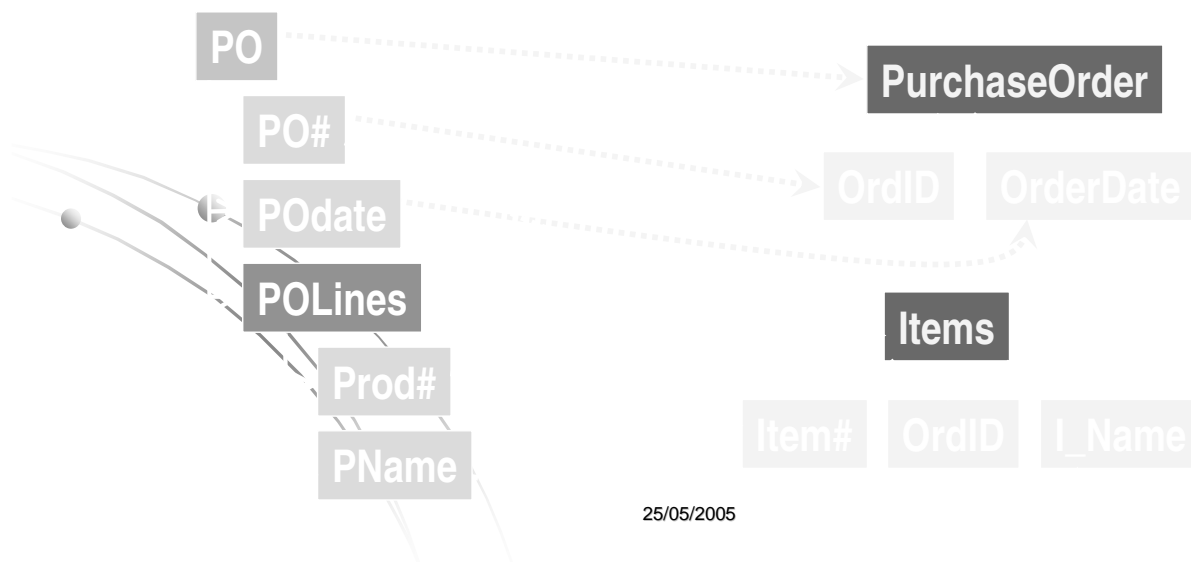 PO
PurchaseOrder
PO#
OrdID
OrderDate
POdate
POLines
Items
Prod#
Item#
OrdID
I_Name
PName
25/05/2005